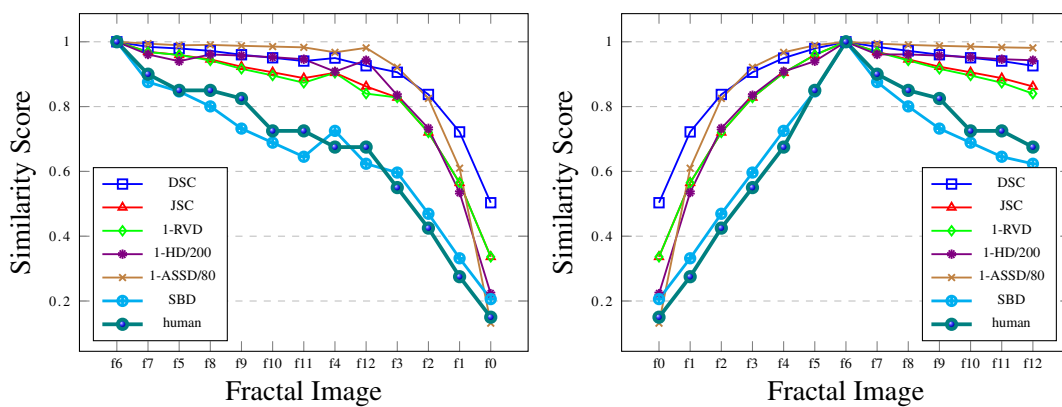 Similarity Score
1
0.8
0.6
0.4
0.2
DSC
JSC
1-RVD
1-HD/200
1-ASSD/80
SBD
human
f6 f7 f5 f8 f9 f10 f11 f4 f12 f3 f2 f1 f0
Fractal Image
Similarity Score
1
0.8
0.6
0.4
0.2
DSC
JSC
1-RVD
1-HD/200
1-ASSD/80
SBD
human
f0 f1 f2 f3 f4 f5 f6 f7 f8 f9 f10 f11 f12
Fractal Image